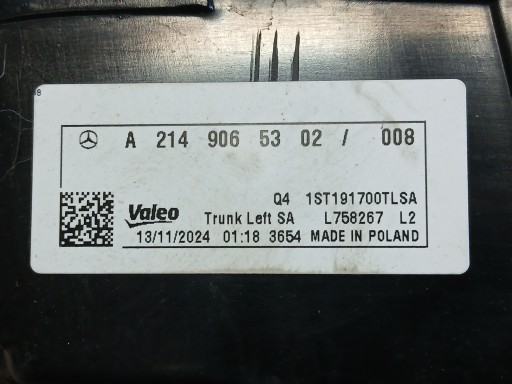 A 214 906 53 02 / 008
Q4 1ST191700TLSA
Valeo Trunk Left SA L758267 L2
13/11/2024 01:18 3654 MADE IN POLAND